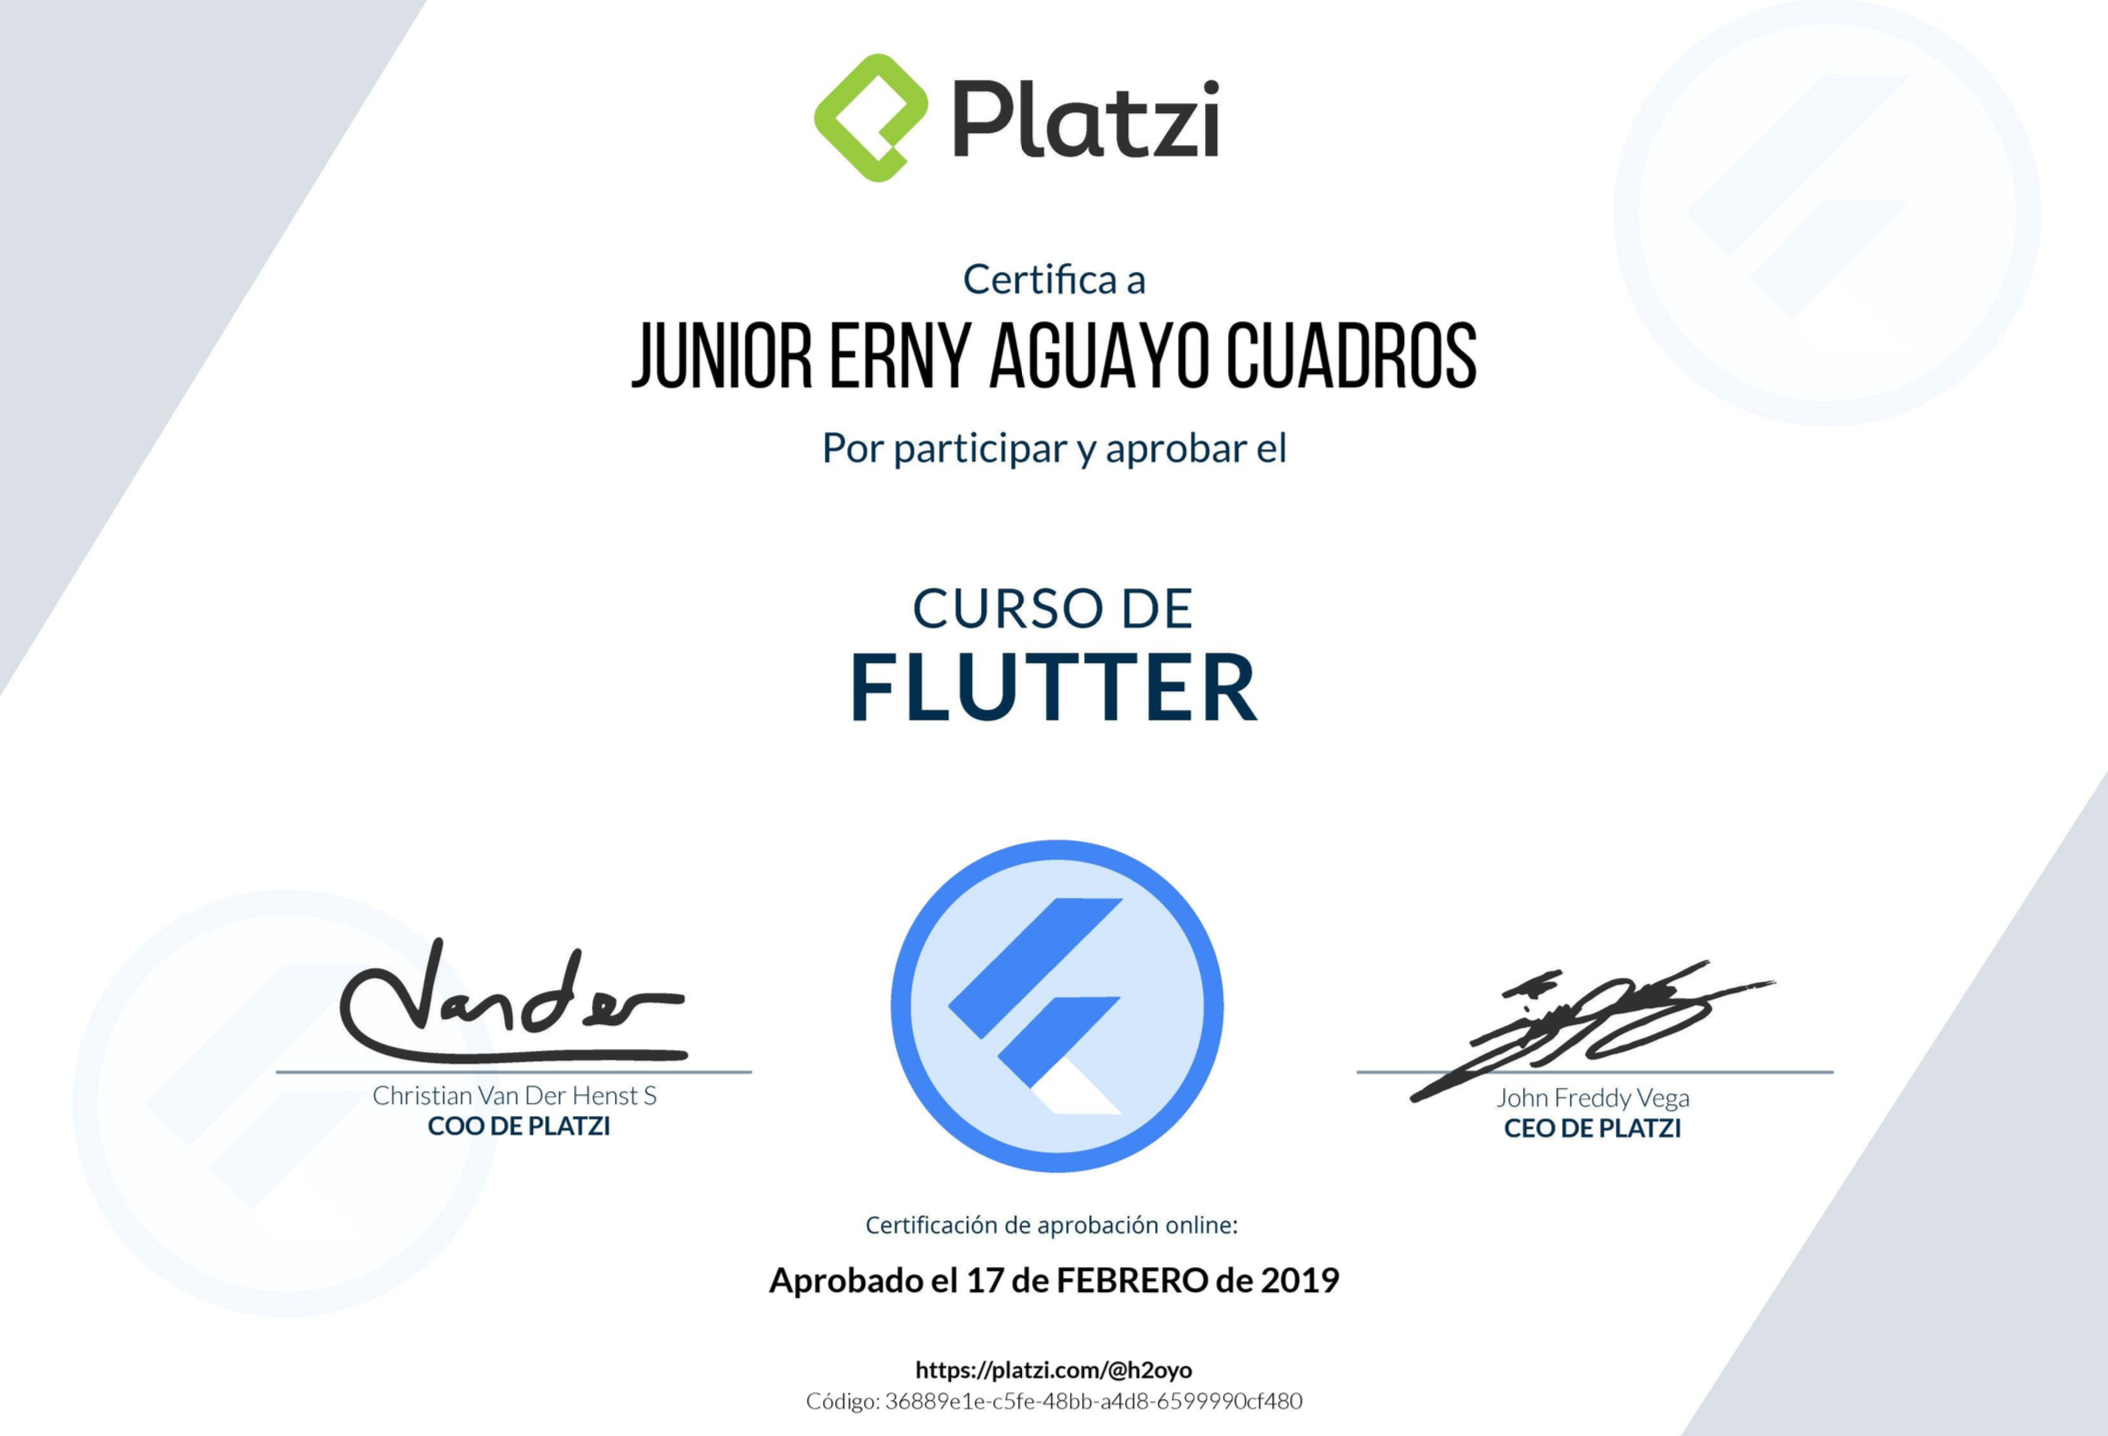 Platzi
Certifica a
JUNIOR ERNY AGUAYO CUADROS
Por participar y aprobar el
CURSO DE
FLUTTER
Vander
Christian Van Der Henst S
COO DE PLATZI
John Freddy Vega
CEO DE PLATZI
Certificación de aprobación online:
Aprobado el 17 de FEBRERO de 2019
https://platzi.com/@h2oyo
Código: 36889e1e-c5fe-48bb-a4d8-6599990cf480